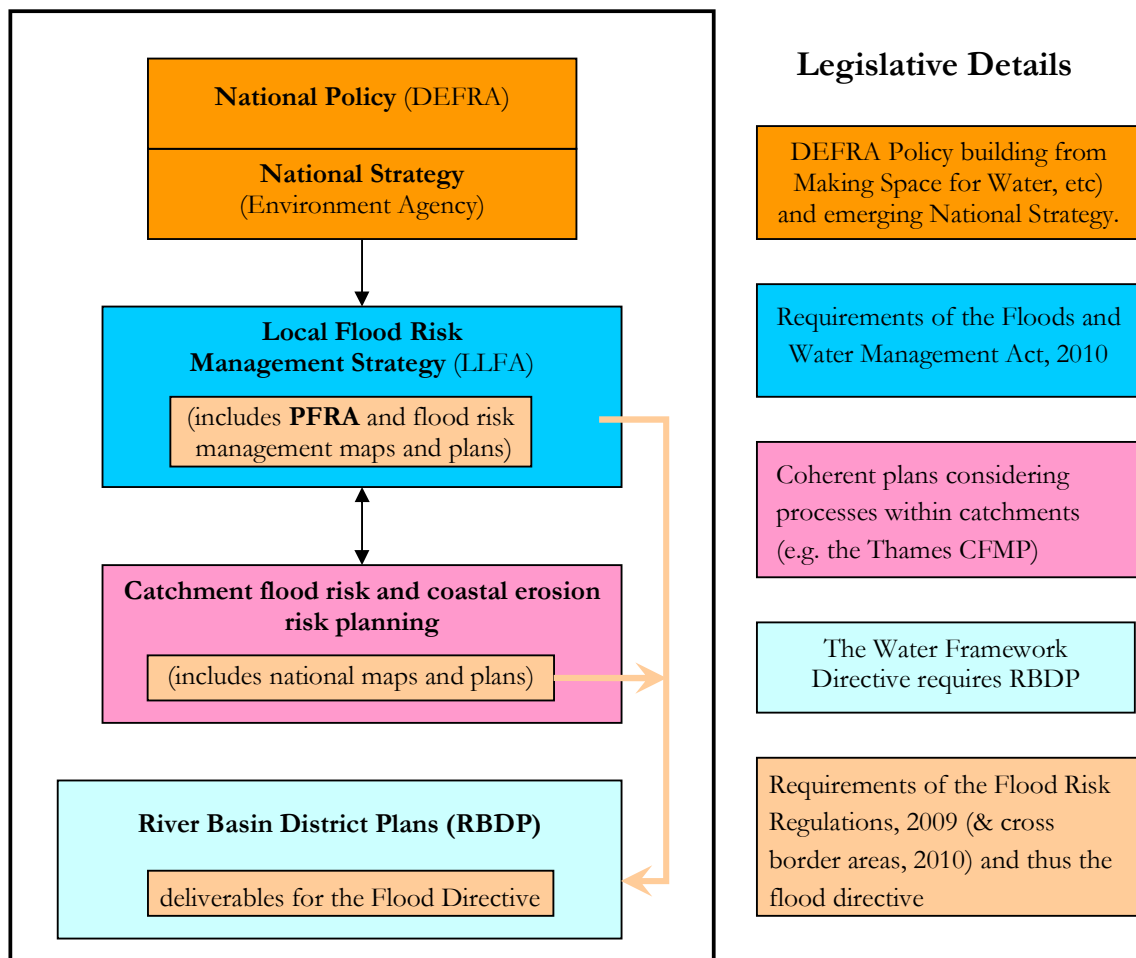 National Policy (DEFRA)
National Strategy
(Environment Agency)
Local Flood Risk
Management Strategy (LLFA)
(includes PFRA and flood risk
management maps and plans)
Catchment flood risk and coastal erosion
risk planning
(includes national maps and plans)
River Basin District Plans (RBDP)
deliverables for the Flood Directive
Legislative Details
DEFRA Policy building from
Making Space for Water, etc)
and emerging National Strategy.
Requirements of the Floods and
Water Management Act, 2010
Coherent plans considering
processes within catchments
(e.g. the Thames CFMP)
The Water Framework
Directive requires RBDP
Requirements of the Flood Risk
Regulations, 2009 (& cross
border areas, 2010) and thus the
flood directive